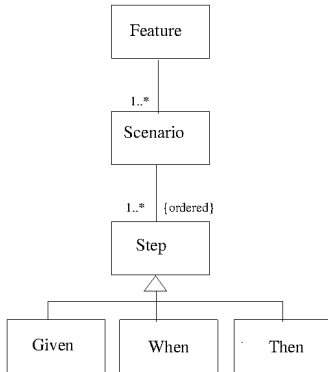 Feature
1..*
Scenario
1..* {ordered}
Step
Given When Then